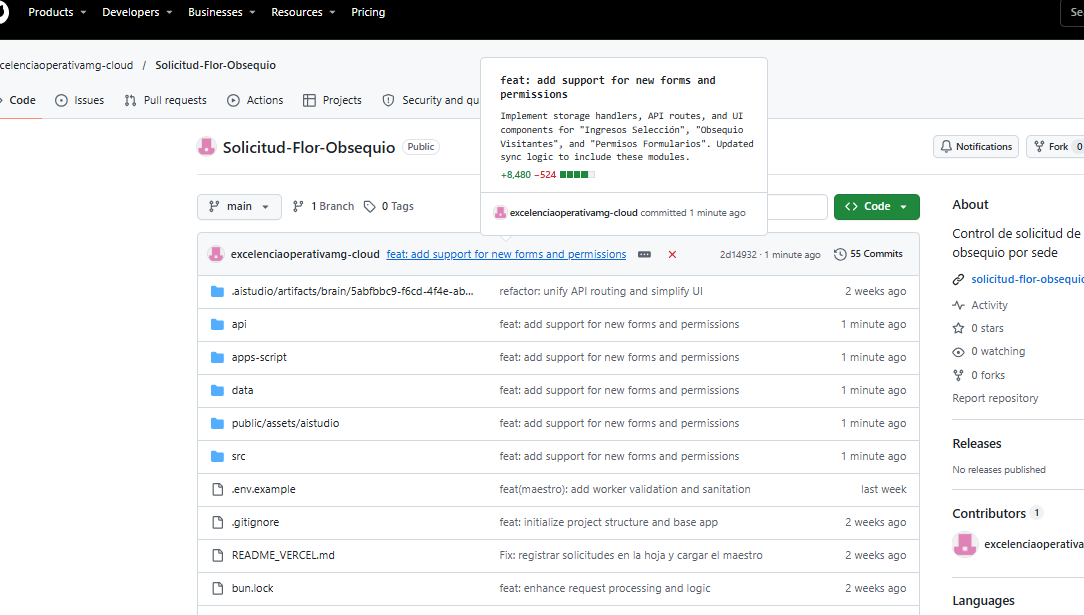 Products Developers Businesses Resources Pricing
celenciaoperativamg-cloud / Solicitud-Flor-Obsequio
Code Issues Pull requests Actions Projects Security and qu
feat: add support for new forms and
permissions
Implement storage handlers, API routes, and UI
components for "Ingresos Selección", "Obsequio
Visitantes", and "Permisos Formularios". Updated
sync logic to include these modules.
+8,480 −524
excelenciaoperativamg-cloud committed 1 minute ago
Solicitud-Flor-Obsequio Public
Notifications Fork 0
main 1 Branch 0 Tags
Code
excelenciaoperativamg-cloud feat: add support for new forms and permissions 2d14932 · 1 minute ago 55 Commits
.aistudio/artifacts/brain/5abfbbc9-f6cd-4f4e-ab... refactor: unify API routing and simplify UI 2 weeks ago
api feat: add support for new forms and permissions 1 minute ago
apps-script feat: add support for new forms and permissions 1 minute ago
data feat: add support for new forms and permissions 1 minute ago
public/assets/aistudio feat: add support for new forms and permissions 1 minute ago
src feat: add support for new forms and permissions 1 minute ago
.env.example feat(maestro): add worker validation and sanitation last week
.gitignore feat: initialize project structure and base app 2 weeks ago
README_VERCEL.md Fix: registrar solicitudes en la hoja y cargar el maestro 2 weeks ago
bun.lock feat: enhance request processing and logic 2 weeks ago
About
Control de solicitud de
obsequio por sede
solicitud-flor-obsequio
Activity
0 stars
0 watching
0 forks
Report repository
Releases
No releases published
Contributors 1
excelenciaoperativa
Languages